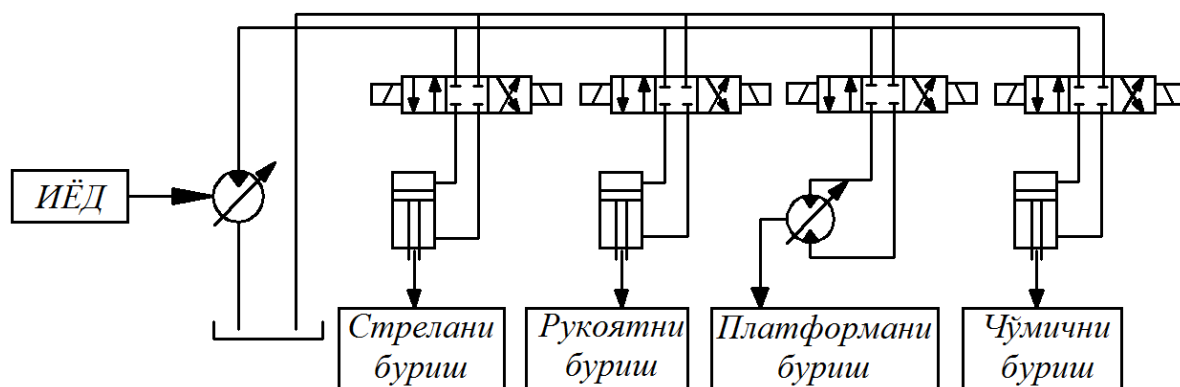 ИЁД
Стрелани
буриш
Рукоятни
буриш
Платформани
буриш
Чўмични
буриш